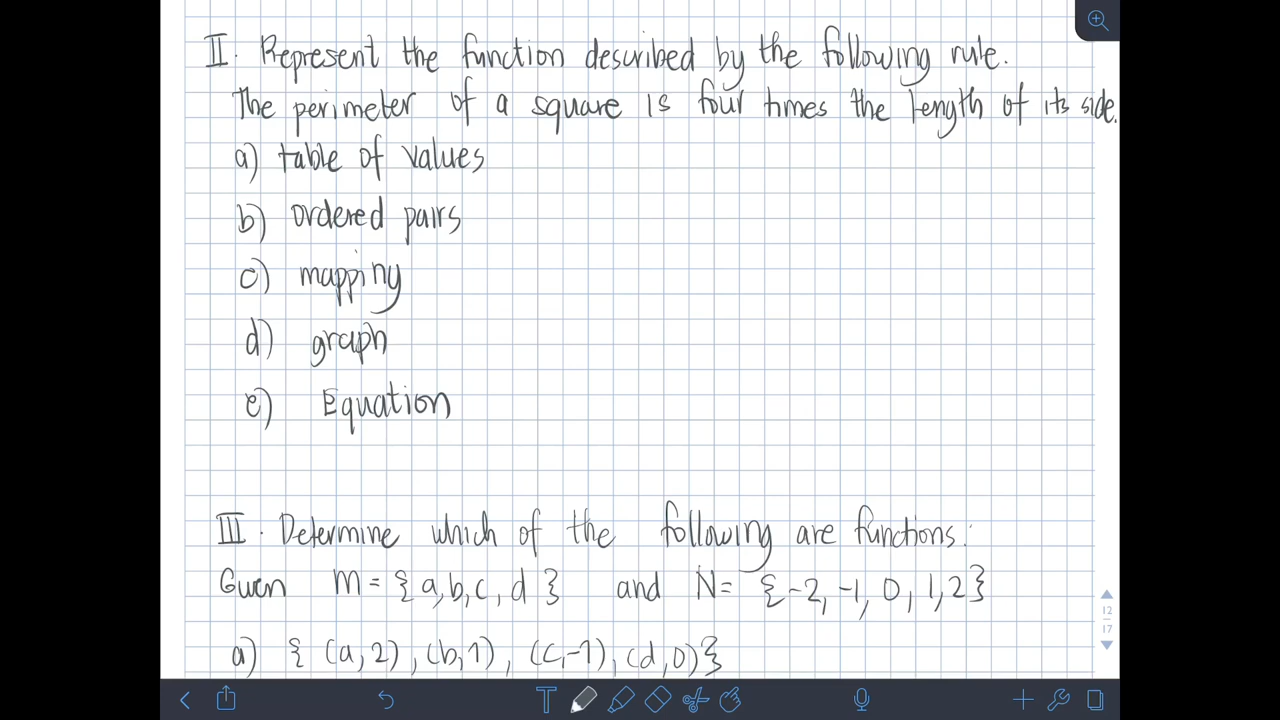 II. Represent the function described by the following rule.
The perimeter of a square is four times the length of its side.
a) table of values
b) ordered pairs
c) mapping
d) graph
e) Equation
III. Determine which of the following are functions:
Given M = {a, b, c, d} and N = {-2, -1, 0, 1, 2}
a) { (a, 2), (b, 1), (c, -1), (d, 0)}
12
17
T